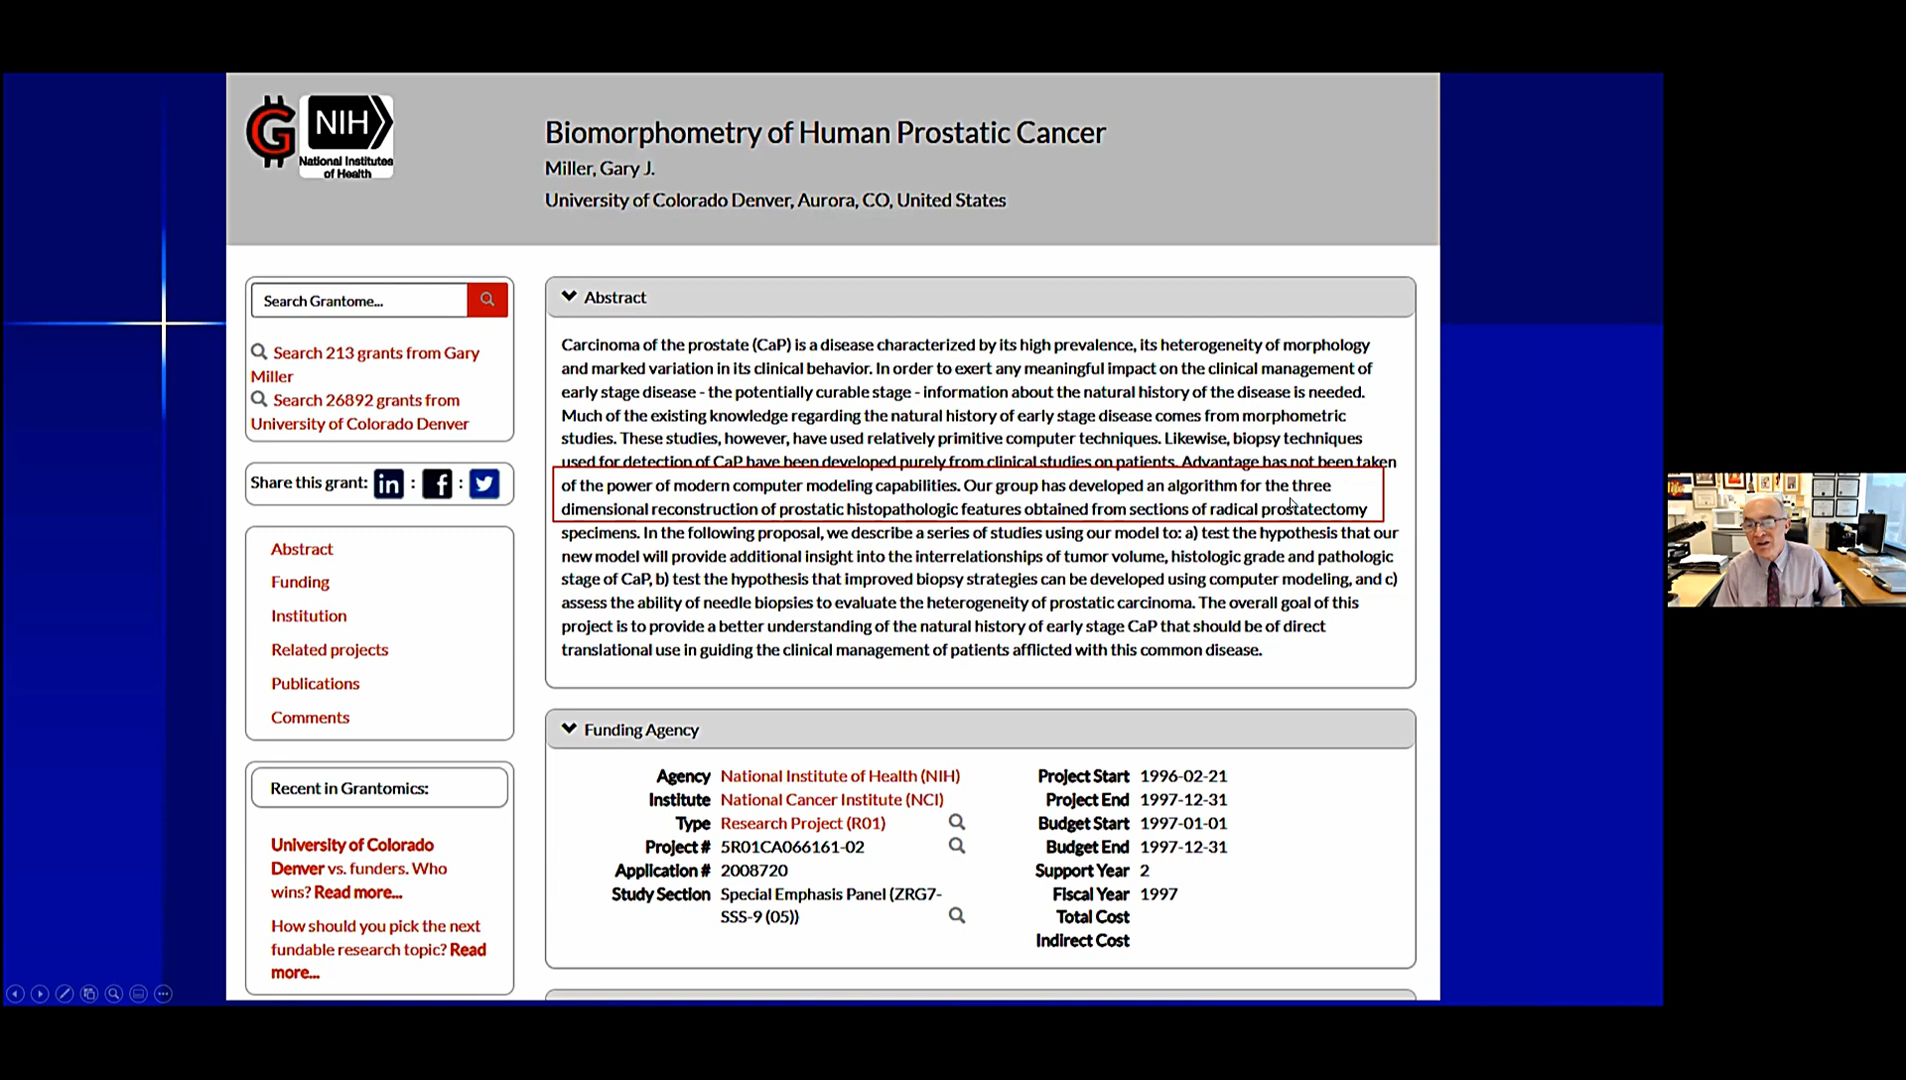 G
NIH
National Institutes
of Health
Biomorphometry of Human Prostatic Cancer
Miller, Gary J.
University of Colorado Denver, Aurora, CO, United States
Search Grantome...
Search 213 grants from Gary
Miller
Search 26892 grants from
University of Colorado Denver
Share this grant: in : f :
Abstract
Funding
Institution
Related projects
Publications
Comments
Recent in Grantomics:
University of Colorado
Denver vs. funders. Who
wins? Read more...
How should you pick the next
fundable research topic? Read
more...
Abstract
Carcinoma of the prostate (CaP) is a disease characterized by its high prevalence, its heterogeneity of morphology
and marked variation in its clinical behavior. In order to exert any meaningful impact on the clinical management of
early stage disease - the potentially curable stage - information about the natural history of the disease is needed.
Much of the existing knowledge regarding the natural history of early stage disease comes from morphometric
studies. These studies, however, have used relatively primitive computer techniques. Likewise, biopsy techniques
used for detection of CaP have been developed purely from clinical studies on patients. Advantage has not been taken
of the power of modern computer modeling capabilities. Our group has developed an algorithm for the three
dimensional reconstruction of prostatic histopathologic features obtained from sections of radical prostatectomy
specimens. In the following proposal, we describe a series of studies using our model to: a) test the hypothesis that our
new model will provide additional insight into the interrelationships of tumor volume, histologic grade and pathologic
stage of CaP, b) test the hypothesis that improved biopsy strategies can be developed using computer modeling, and c)
assess the ability of needle biopsies to evaluate the heterogeneity of prostatic carcinoma. The overall goal of this
project is to provide a better understanding of the natural history of early stage CaP that should be of direct
translational use in guiding the clinical management of patients afflicted with this common disease.
Funding Agency
Agency National Institute of Health (NIH)
Institute National Cancer Institute (NCI)
Type Research Project (R01)
Project # 5R01CA066161-02
Application # 2008720
Study Section Special Emphasis Panel (ZRG7-
SSS-9 (05))
Project Start 1996-02-21
Project End 1997-12-31
Budget Start 1997-01-01
Budget End 1997-12-31
Support Year 2
Fiscal Year 1997
Total Cost
Indirect Cost